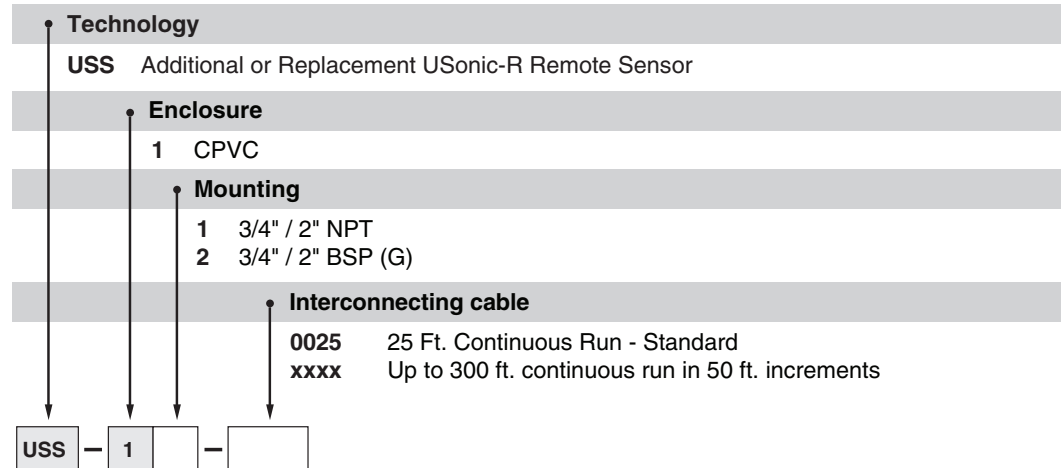 Technology
USS Additional or Replacement USonic-R Remote Sensor
Enclosure
1 CPVC
Mounting
1 3/4" / 2" NPT
2 3/4" / 2" BSP (G)
Interconnecting cable
0025 25 Ft. Continuous Run - Standard
xxxx Up to 300 ft. continuous run in 50 ft. increments
USS – 1 –